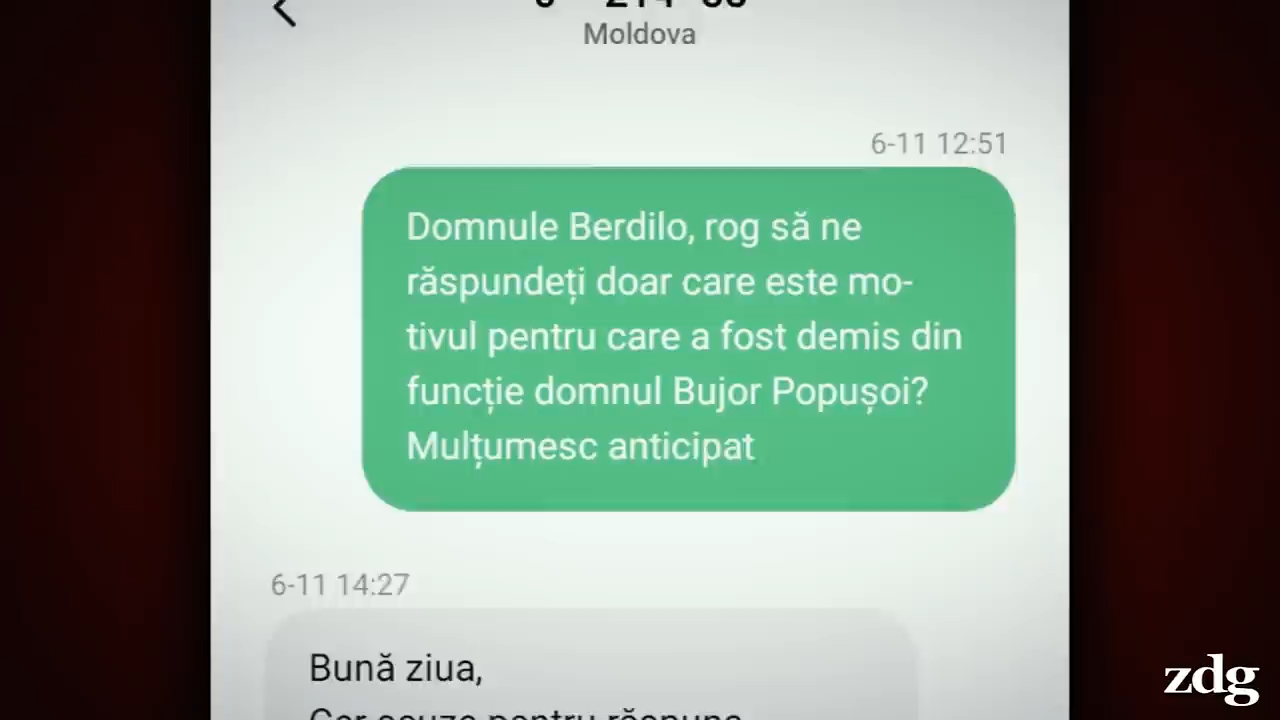 Moldova
6-11 12:51
Domnule Berdilo, rog să ne
răspundeți doar care este mo-
tivul pentru care a fost demis din
funcție domnul Bujor Popușoi?
Mulțumesc anticipat
6-11 14:27
Bună ziua,
zdg